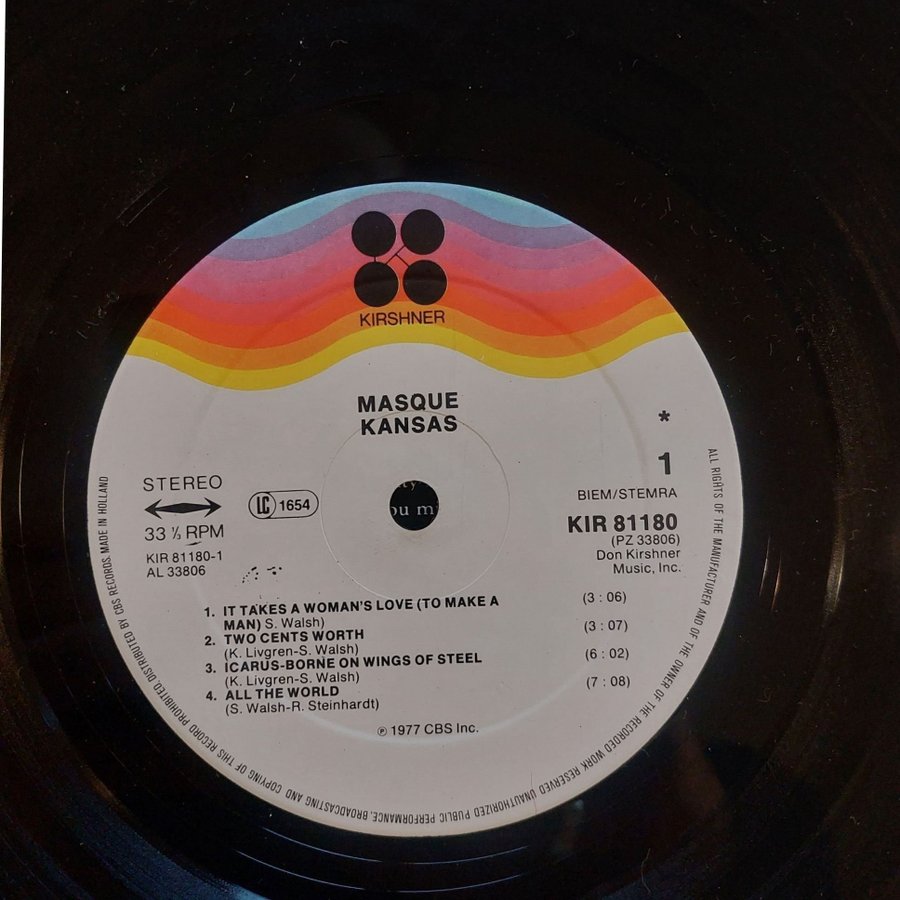 KIRSHNER
MASQUE
KANSAS
STEREO
33 ⅓ RPM
KIR 81180-1
AL 33806
LC 1654
*
1
BIEM/STEMRA
KIR 81180
(PZ 33806)
Don Kirshner
Music, Inc.
1. IT TAKES A WOMAN'S LOVE (TO MAKE A
MAN) S. Walsh) (3 : 06)
2. TWO CENTS WORTH (3 : 07)
(K. Livgren-S. Walsh)
3. ICARUS-BORNE ON WINGS OF STEEL (6 : 02)
(K. Livgren-S. Walsh)
4. ALL THE WORLD (7 : 08)
(S. Walsh-R. Steinhardt)
℗ 1977 CBS Inc.
ALL RIGHTS OF THE MANUFACTURER AND OF THE OWNER OF THE RECORDED WORK RESERVED UNAUTHORIZED PUBLIC PERFORMANCE, BROADCASTING AND COPYING OF THIS RECORD PROHIBITED. DISTRIBUTED BY CBS RECORDS. MADE IN HOLLAND